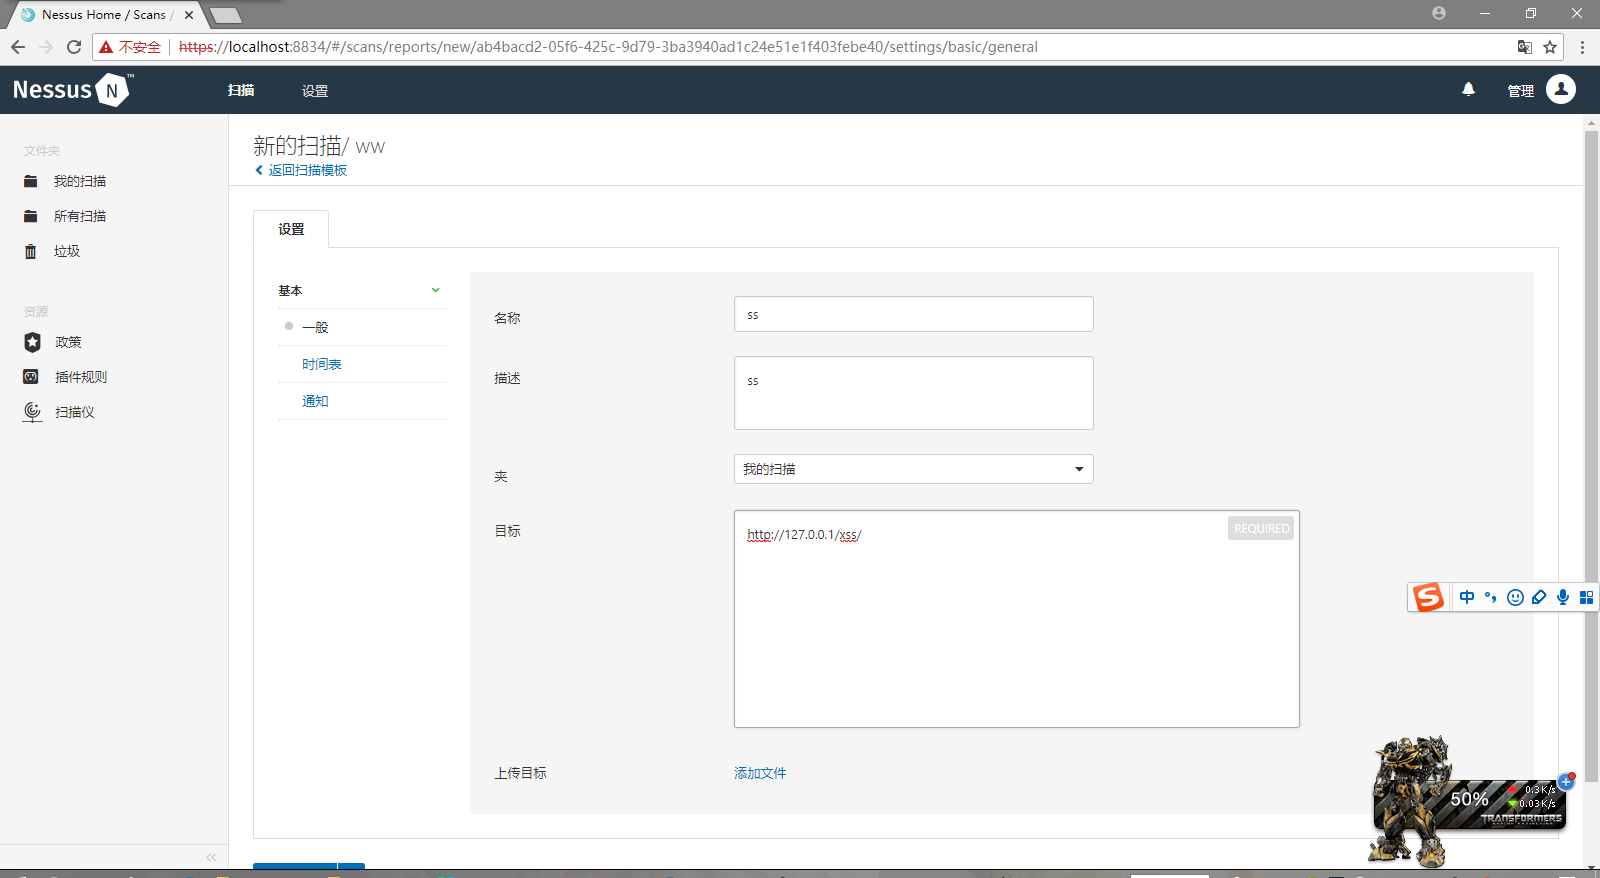 Nessus Home / Scans /
不安全 https://localhost:8834/#/scans/reports/new/ab4bacd2-05f6-425c-9d79-3ba3940ad1c24e51e1f403febe40/settings/basic/general
Nessus N ™
扫描 设置 管理
文件夹
我的扫描
所有扫描
垃圾
资源
政策
插件规则
扫描仪
新的扫描/ ww
返回扫描模板
设置
基本
一般
时间表
通知
名称 ss
描述 ss
夹 我的扫描
目标 http://127.0.0.1/xss/ REQUIRED
上传目标 添加文件
S 中
50% 0.3K/s
0.03K/s
TRANSFORMERS